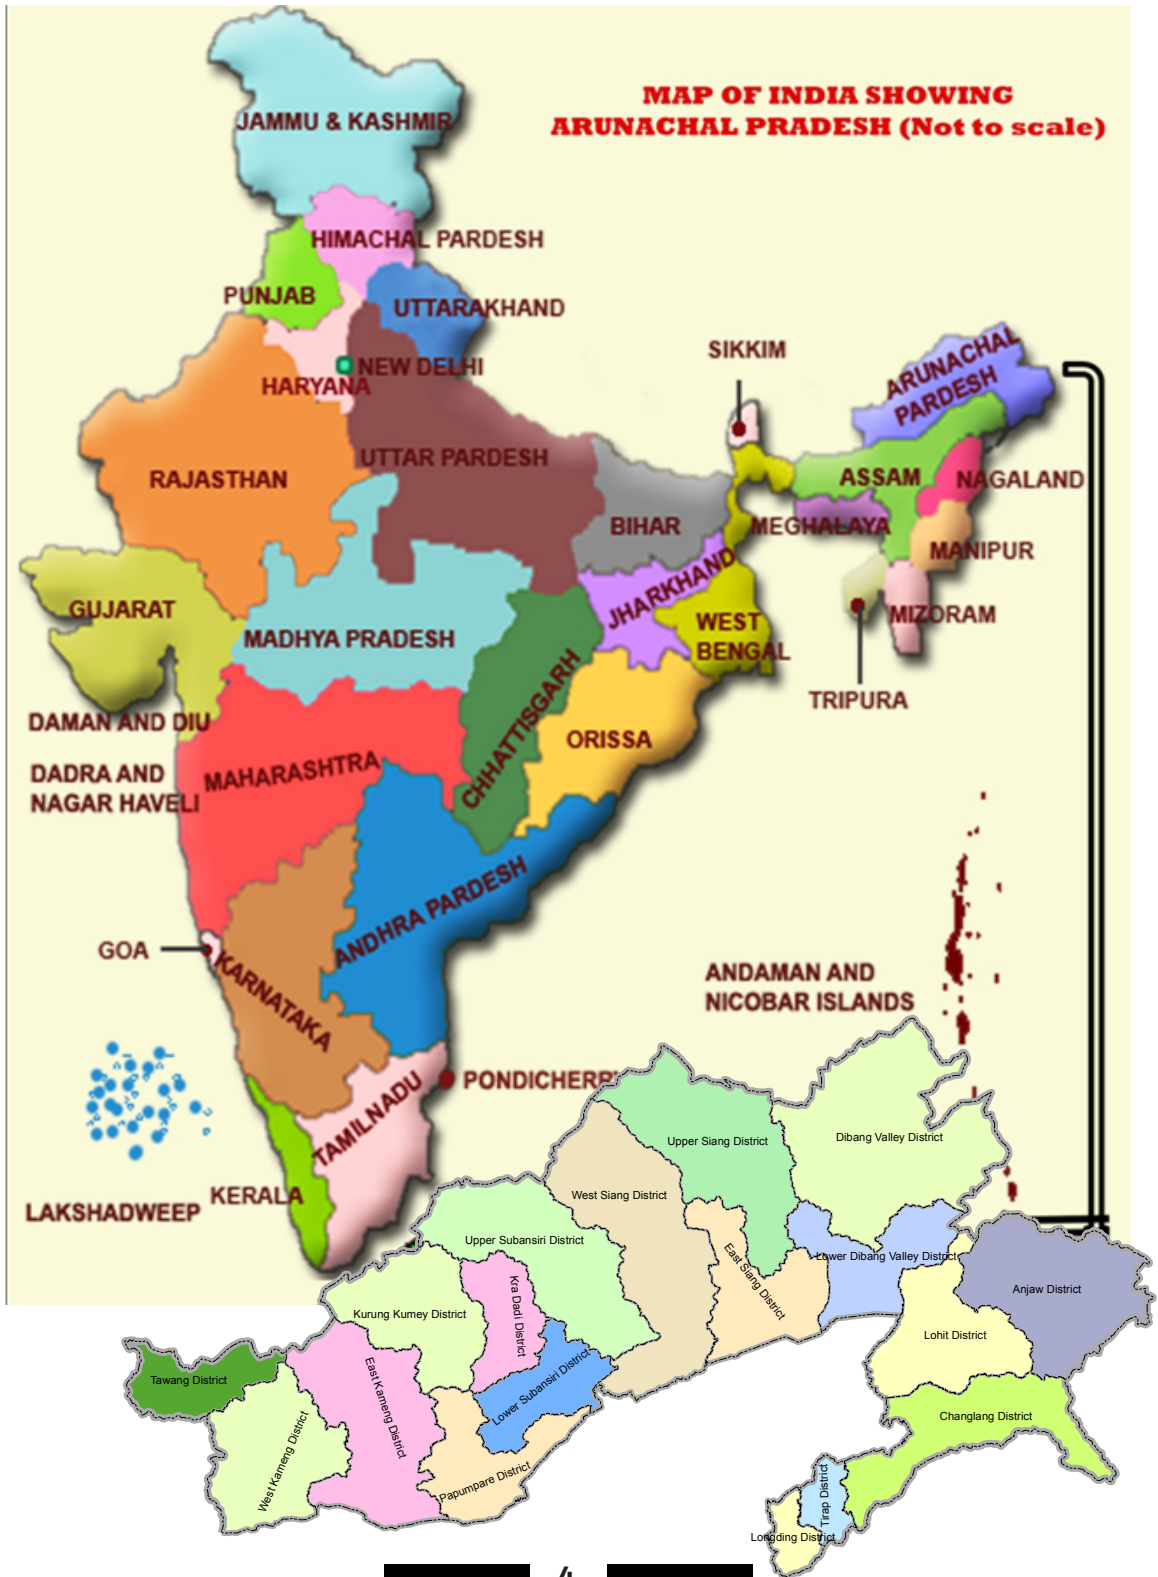 MAP OF INDIA SHOWING
ARUNACHAL PRADESH (Not to scale)
JAMMU & KASHMIR
HIMACHAL PARDESH
PUNJAB
UTTARAKHAND
SIKKIM
NEW DELHI
HARYANA
ARUNACHAL
PARDESH
UTTAR PARDESH
RAJASTHAN
ASSAM
NAGALAND
BIHAR
MEGHALAYA
MANIPUR
JHARKHAND
GUJARAT
MADHYA PRADESH
WEST
BENGAL
MIZORAM
TRIPURA
CHHATTISGARH
DAMAN AND DIU
ORISSA
MAHARASHTRA
DADRA AND
NAGAR HAVELI
ANDHRA PARDESH
GOA
KARNATAKA
ANDAMAN AND
NICOBAR ISLANDS
PONDICHERR
TAMILNADU
KERALA
LAKSHADWEEP
Upper Siang District
Dibang Valley District
West Siang District
Upper Subansiri District
East Siang District
Lower Dibang Valley District
Anjaw District
Kra Dadi District
Kurung Kumey District
Lohit District
Tawang District
East Kameng District
Lower Subansiri District
Changlang District
West Kameng District
Papumpare District
Tirap District
Longding District
4